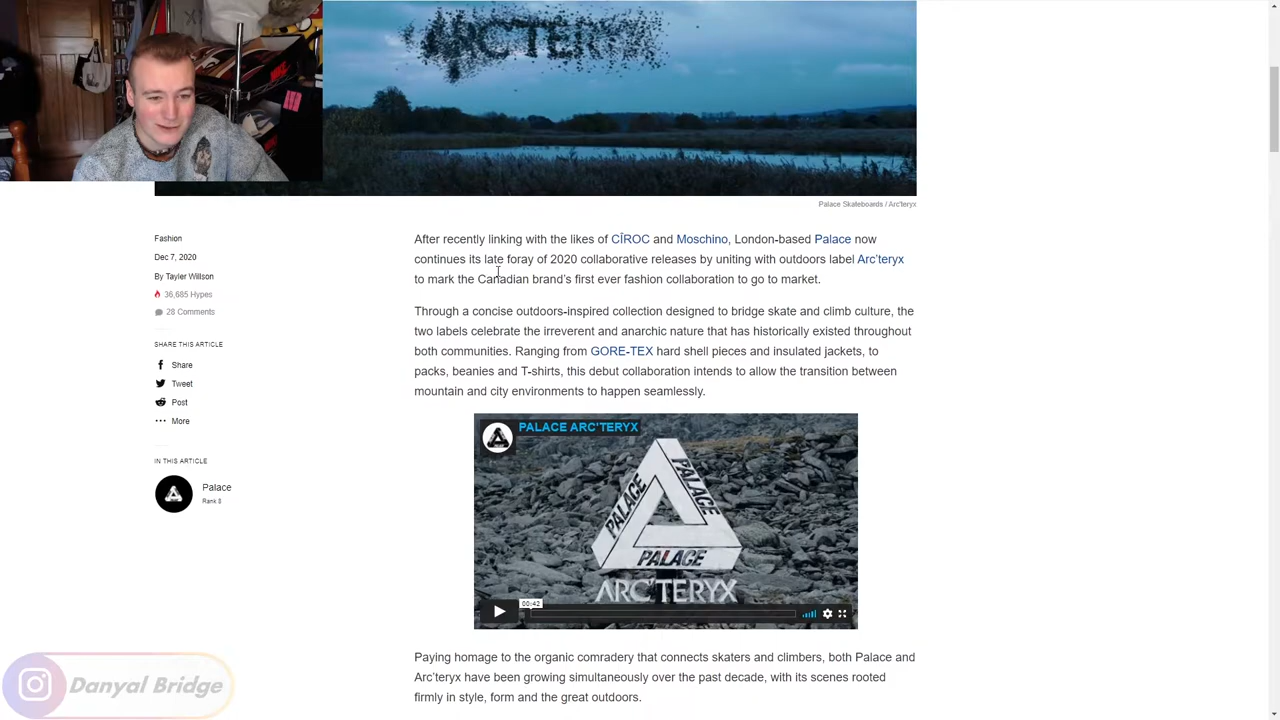 ARC'TERYX
Palace Skateboards / Arc'teryx
Fashion
Dec 7, 2020
By Tayler Willson
36,685 Hypes
28 Comments
SHARE THIS ARTICLE
Share
Tweet
Post
More
IN THIS ARTICLE
Palace
Rank 8
After recently linking with the likes of CÎROC and Moschino, London-based Palace now
continues its late foray of 2020 collaborative releases by uniting with outdoors label Arc'teryx
to mark the Canadian brand's first ever fashion collaboration to go to market.
Through a concise outdoors-inspired collection designed to bridge skate and climb culture, the
two labels celebrate the irreverent and anarchic nature that has historically existed throughout
both communities. Ranging from GORE-TEX hard shell pieces and insulated jackets, to
packs, beanies and T-shirts, this debut collaboration intends to allow the transition between
mountain and city environments to happen seamlessly.
PALACE ARC'TERYX
PALACE
PALACE
PALACE
ARC'TERYX
00:42
Paying homage to the organic comradery that connects skaters and climbers, both Palace and
Arc'teryx have been growing simultaneously over the past decade, with its scenes rooted
firmly in style, form and the great outdoors.
Danyal Bridge